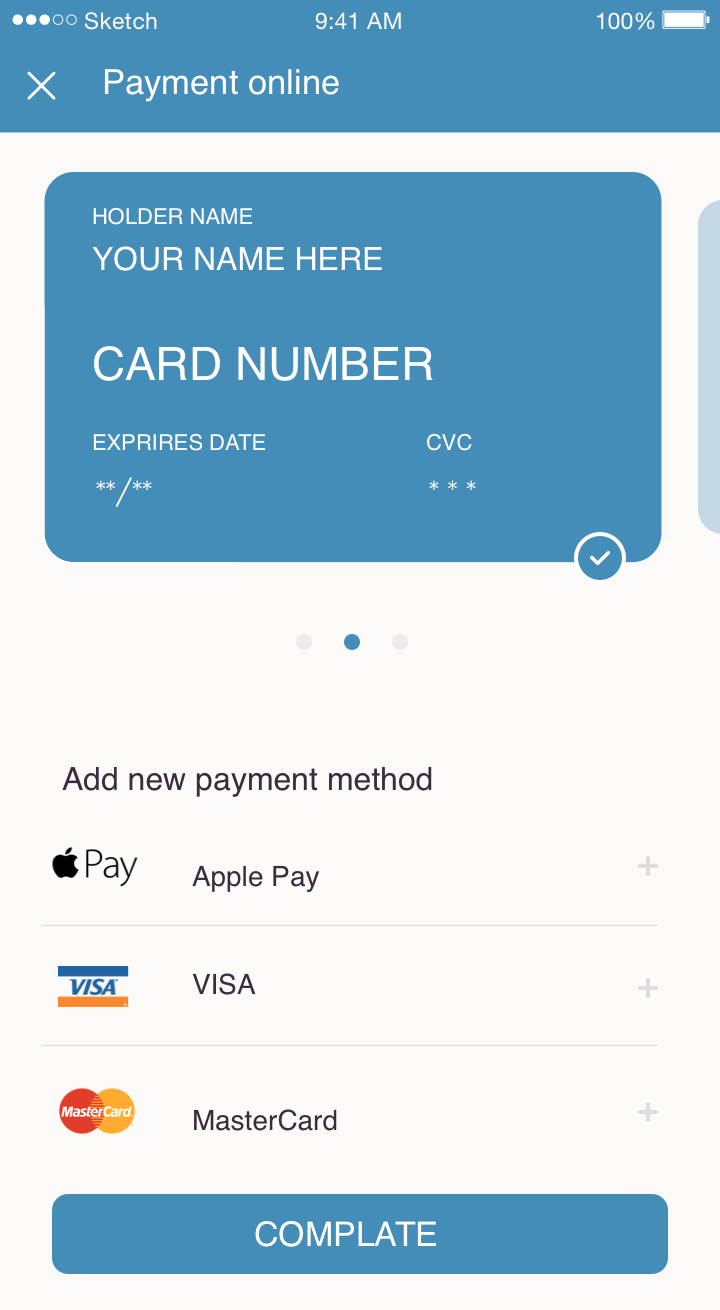 Sketch 9:41 AM 100%
Payment online
HOLDER NAME
YOUR NAME HERE
CARD NUMBER
EXPRIRES DATE CVC
**/** ***
Add new payment method
Pay Apple Pay
VISA VISA
MasterCard MasterCard
COMPLATE